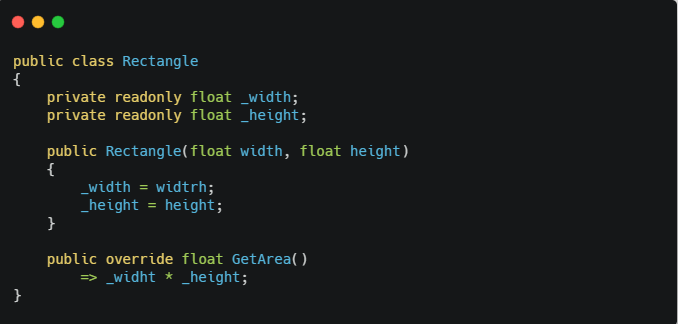 public class Rectangle
{
    private readonly float _width;
    private readonly float _height;

    public Rectangle(float width, float height)
    {
        _width = widtrh;
        _height = height;
    }

    public override float GetArea()
        => _widht * _height;
}